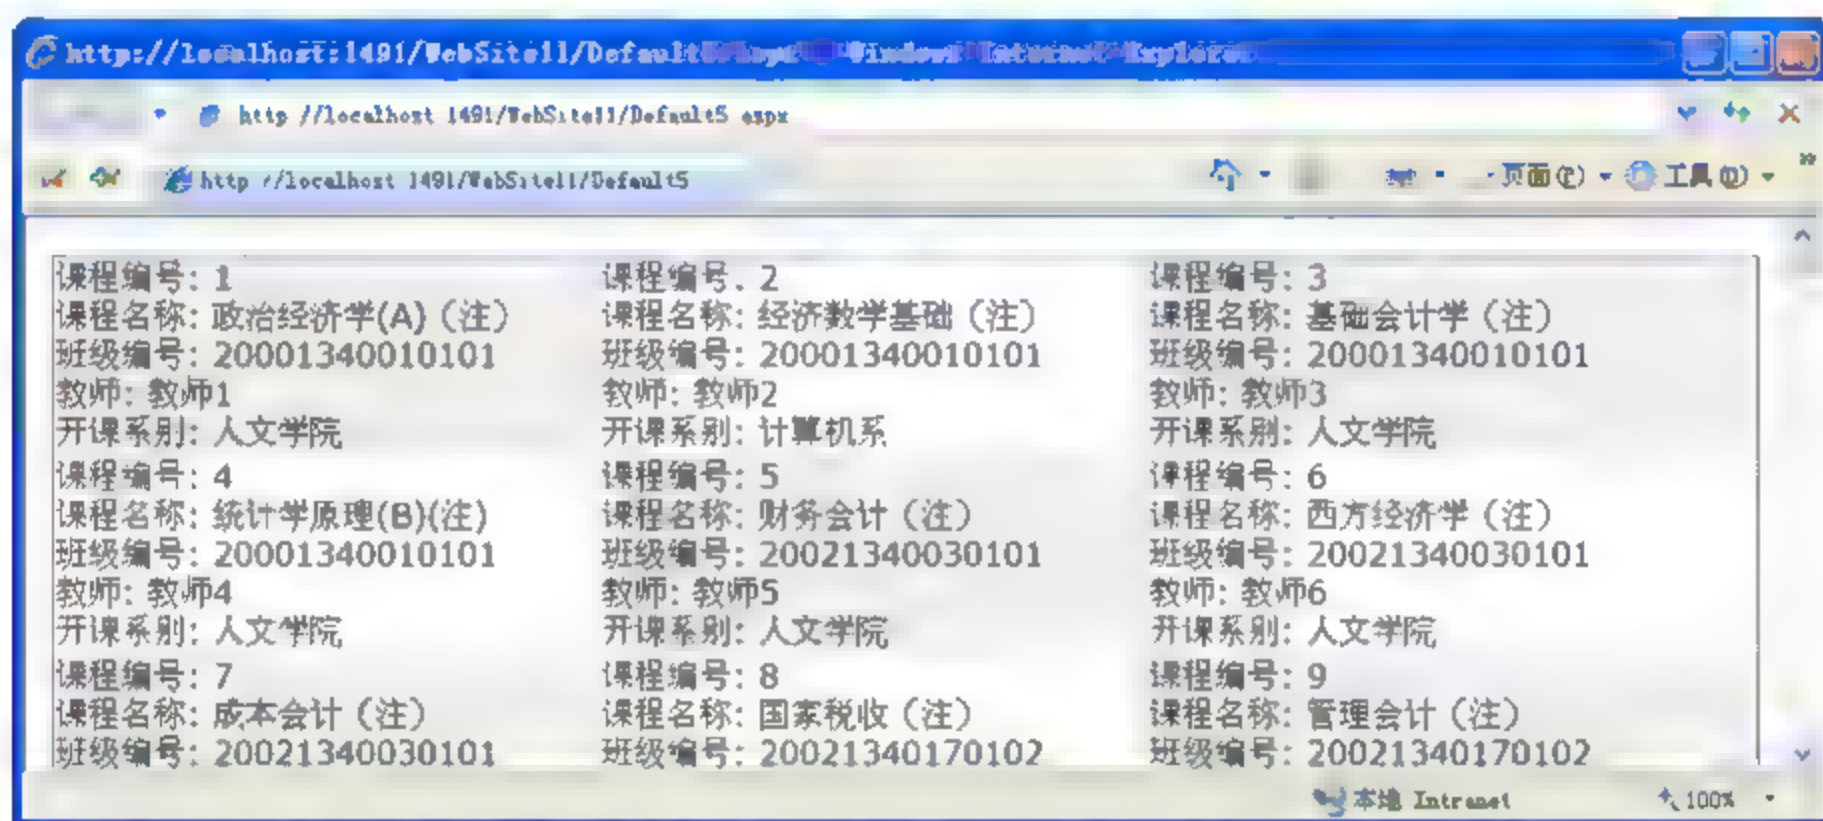 http://localhost:1491/WebSite11/Default5.aspx - Windows Internet Explorer
http //localhost 1491/WebSite11/Default5 aspx
http //localhost 1491/WebSite11/Default5
页面(P)
工具(O)
课程编号: 1 课程编号: 2 课程编号: 3
课程名称: 政治经济学(A)（注） 课程名称: 经济数学基础（注） 课程名称: 基础会计学（注）
班级编号: 20001340010101 班级编号: 20001340010101 班级编号: 20001340010101
教师: 教师1 教师: 教师2 教师: 教师3
开课系别: 人文学院 开课系别: 计算机系 开课系别: 人文学院
课程编号: 4 课程编号: 5 课程编号: 6
课程名称: 统计学原理(B)(注) 课程名称: 财务会计（注） 课程名称: 西方经济学（注）
班级编号: 20001340010101 班级编号: 20021340030101 班级编号: 20021340030101
教师: 教师4 教师: 教师5 教师: 教师6
开课系别: 人文学院 开课系别: 人文学院 开课系别: 人文学院
课程编号: 7 课程编号: 8 课程编号: 9
课程名称: 成本会计（注） 课程名称: 国家税收（注） 课程名称: 管理会计（注）
班级编号: 20021340030101 班级编号: 20021340170102 班级编号: 20021340170102
本地 Intranet 100%